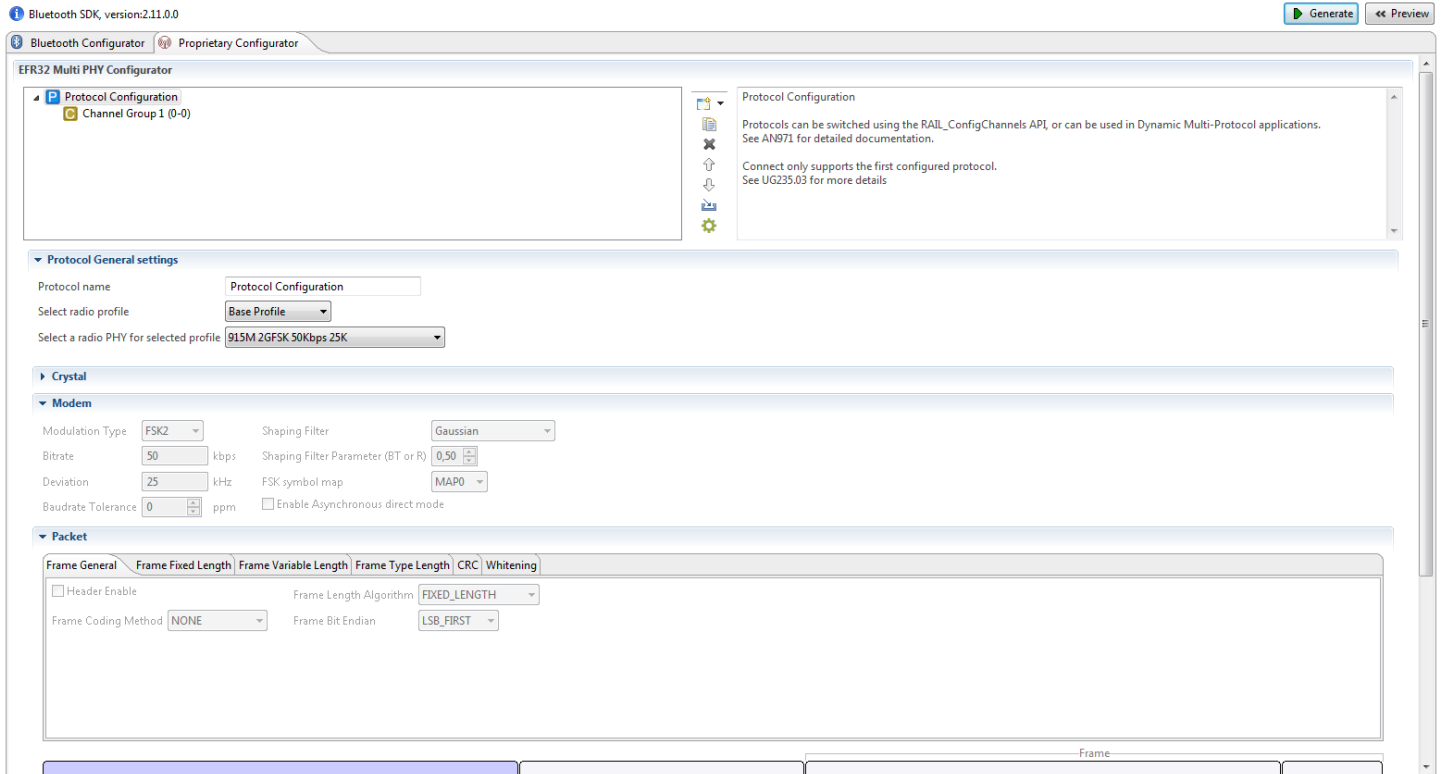 Bluetooth SDK, version:2.11.0.0
Generate
Preview
Bluetooth Configurator
Proprietary Configurator
EFR32 Multi PHY Configurator
P Protocol Configuration
C Channel Group 1 (0-0)
Protocol Configuration
Protocols can be switched using the RAIL_ConfigChannels API, or can be used in Dynamic Multi-Protocol applications.
See AN971 for detailed documentation.
Connect only supports the first configured protocol.
See UG235.03 for more details
Protocol General settings
Protocol name Protocol Configuration
Select radio profile Base Profile
Select a radio PHY for selected profile 915M 2GFSK 50Kbps 25K
Crystal
Modem
Modulation Type FSK2 Shaping Filter Gaussian
Bitrate 50 kbps Shaping Filter Parameter (BT or R) 0,50
Deviation 25 kHz FSK symbol map MAP0
Baudrate Tolerance 0 ppm Enable Asynchronous direct mode
Packet
Frame General Frame Fixed Length Frame Variable Length Frame Type Length CRC Whitening
Header Enable Frame Length Algorithm FIXED_LENGTH
Frame Coding Method NONE Frame Bit Endian LSB_FIRST
Frame